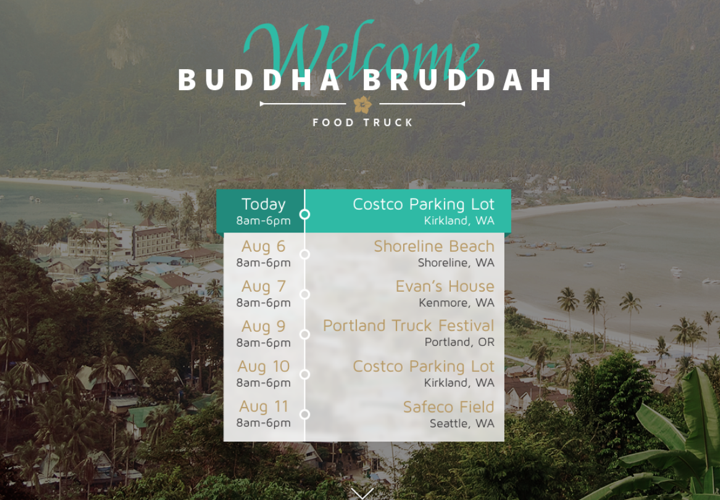 Welcome
BUDDHA BRUDDAH
FOOD TRUCK
Today Costco Parking Lot
8am-6pm Kirkland, WA
Aug 6 Shoreline Beach
8am-6pm Shoreline, WA
Aug 7 Evan's House
8am-6pm Kenmore, WA
Aug 9 Portland Truck Festival
8am-6pm Portland, OR
Aug 10 Costco Parking Lot
8am-6pm Kirkland, WA
Aug 11 Safeco Field
8am-6pm Seattle, WA